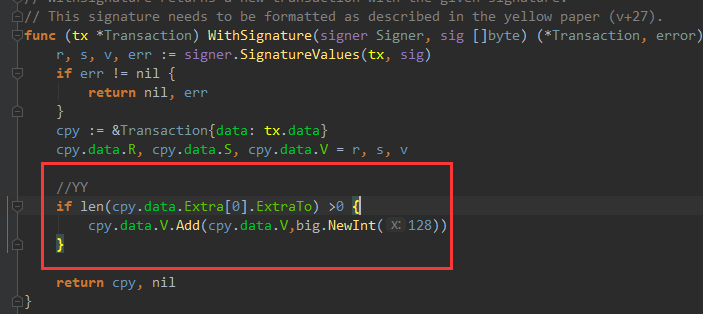 // WithSignature returns a new transaction with the given signature.
// This signature needs to be formatted as described in the yellow paper (v+27).
func (tx *Transaction) WithSignature(signer Signer, sig []byte) (*Transaction, error)
r, s, v, err := signer.SignatureValues(tx, sig)
if err != nil {
return nil, err
}
cpy := &Transaction{data: tx.data}
cpy.data.R, cpy.data.S, cpy.data.V = r, s, v
//YY
if len(cpy.data.Extra[0].ExtraTo) >0 {
cpy.data.V.Add(cpy.data.V,big.NewInt( x: 128))
}
return cpy, nil
}